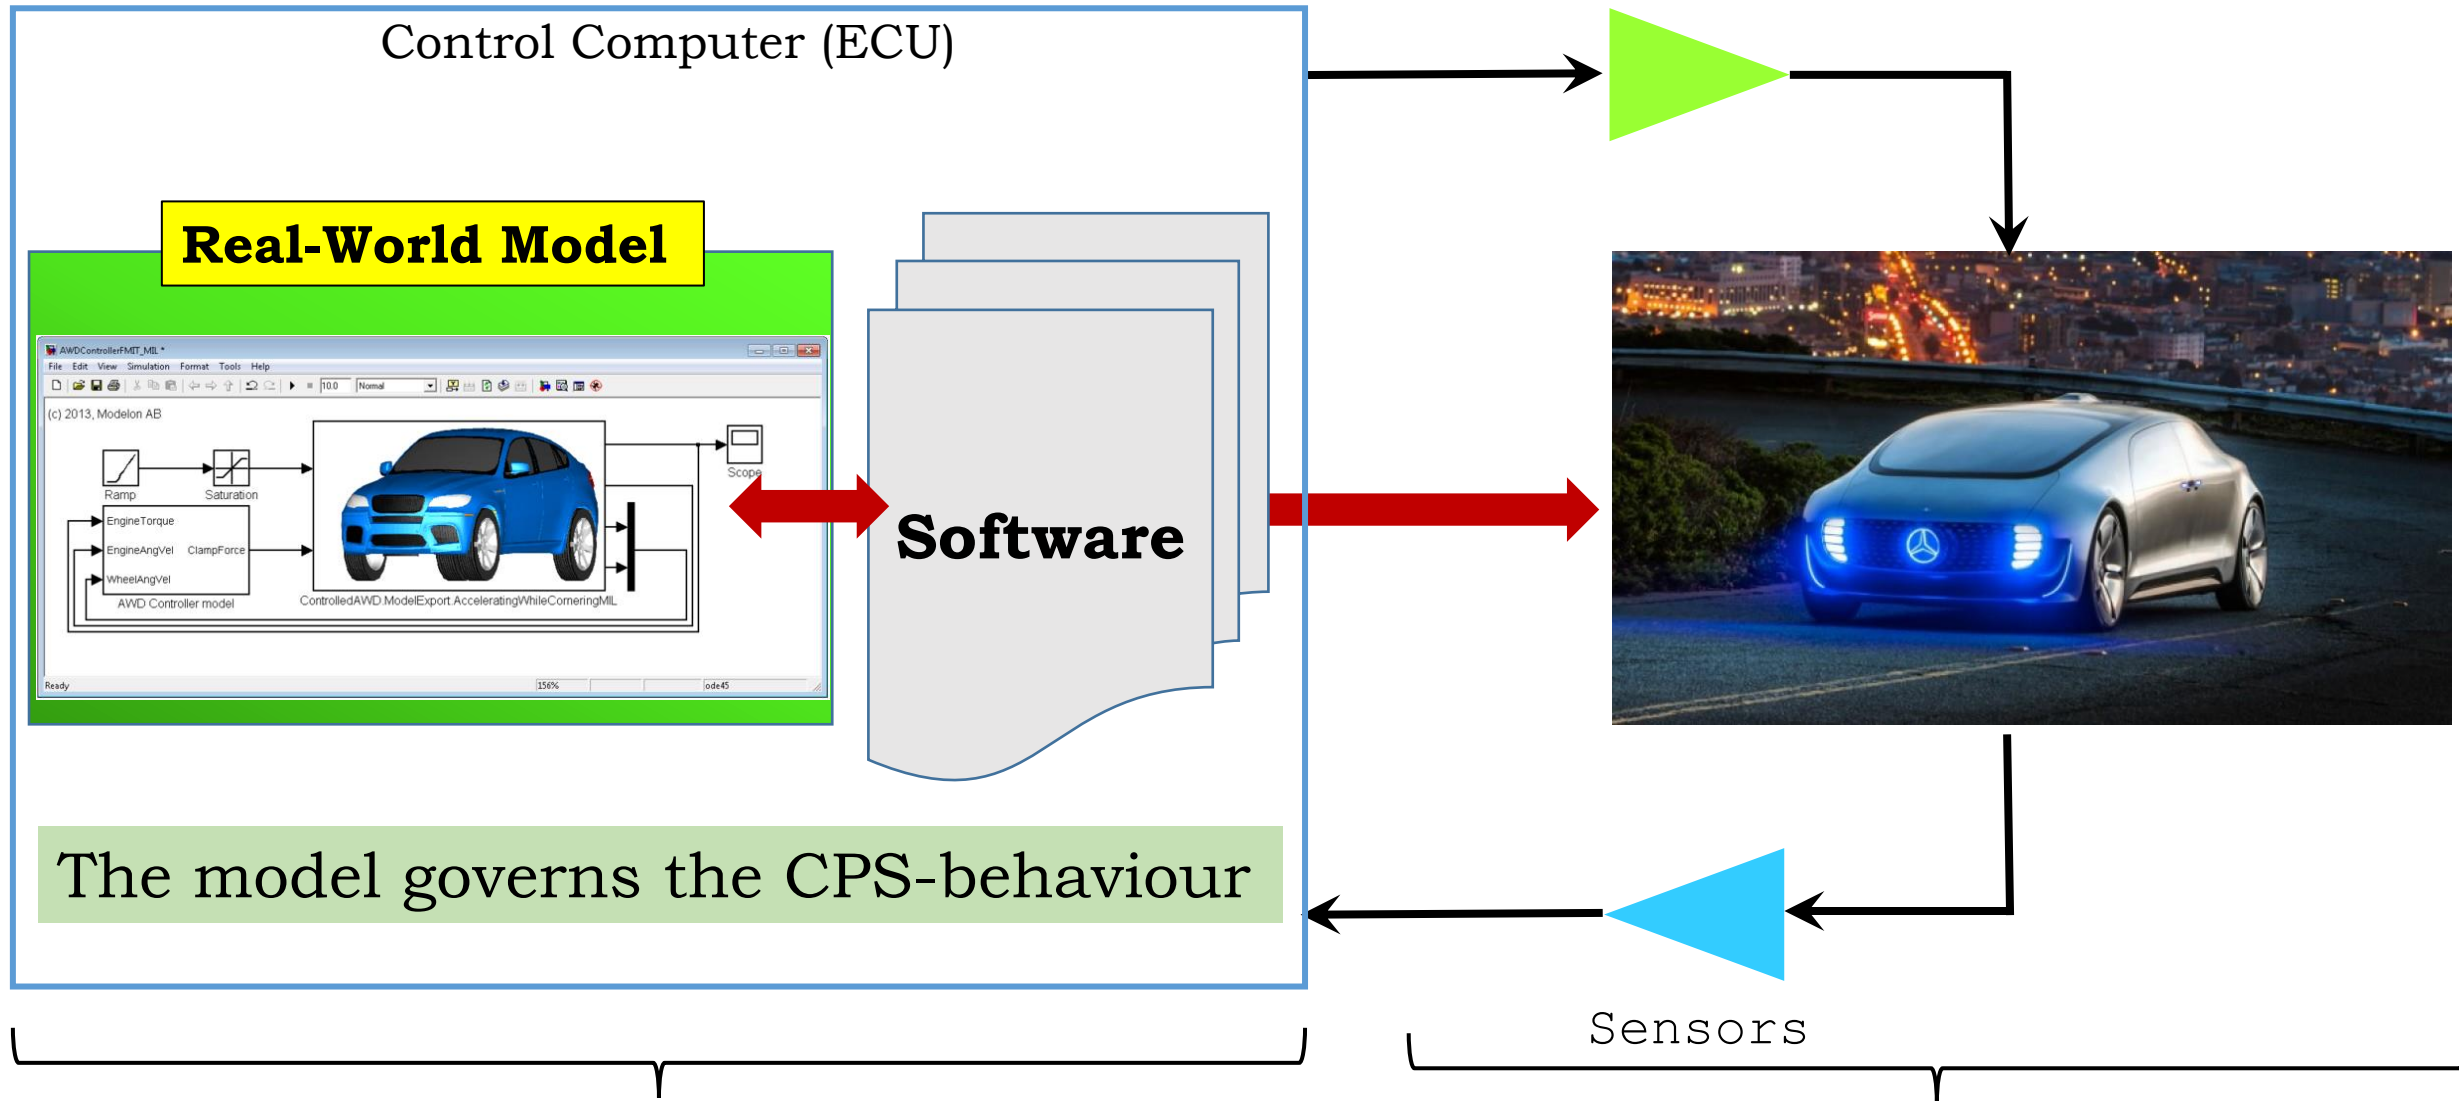 Control Computer (ECU)
Real-World Model
AWDControllerFMIT_MIL *
File Edit View Simulation Format Tools Help
10.0 Normal
(c) 2013, Modelon AB
Scope
Ramp Saturation
EngineTorque
EngineAngVel ClampForce
WheelAngVel
AWD Controller model
ControlledAWD.ModelExport.AcceleratingWhileCorneringMIL
Ready 156% ode45
Software
The model governs the CPS-behaviour
Sensors